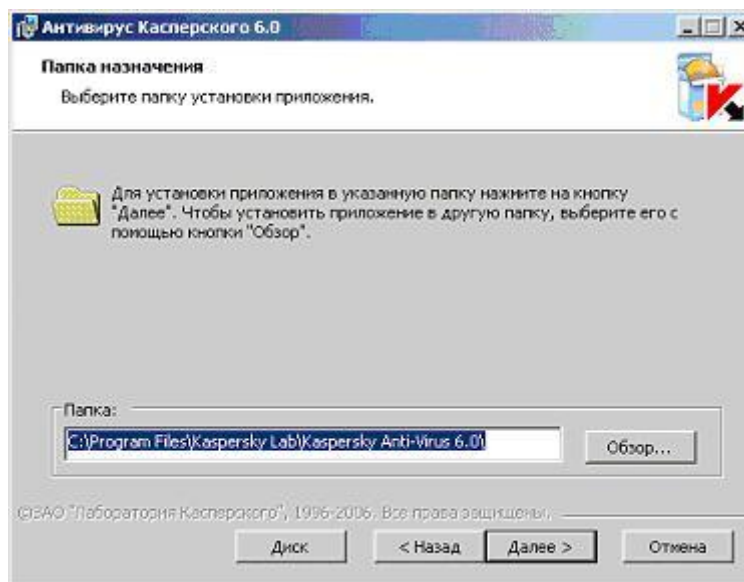 Антивирус Касперского 6.0
Папка назначения
Выберите папку установки приложения.
Для установки приложения в указанную папку нажмите на кнопку
"Далее". Чтобы установить приложение в другую папку, выберите его с
помощью кнопки "Обзор".
Папка:
C:\Program Files\Kaspersky Lab\Kaspersky Anti-Virus 6.0\
Обзор...
©ЗАО "Лаборатория Касперского", 1996-2006. Все права защищены.
Диск
< Назад
Далее >
Отмена